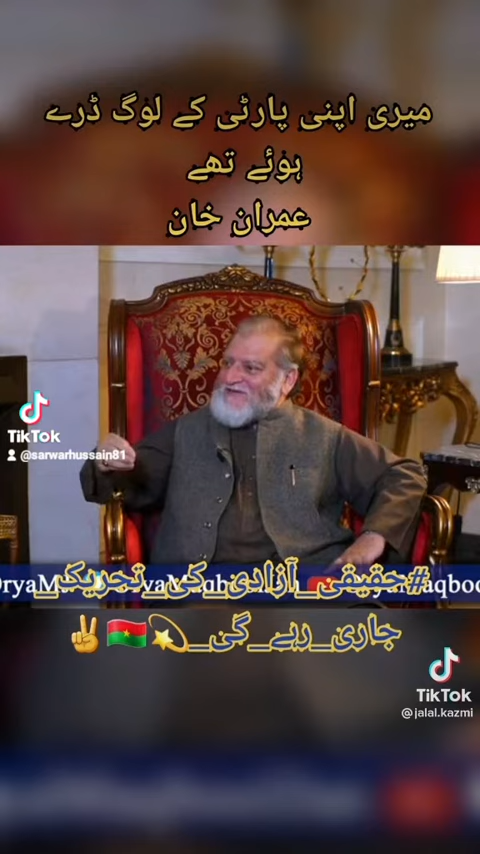 میری اپنی پارٹی کے لوگ ڈرے
ہوئے تھے
عمران خان
TikTok
@sarwarhussain81
#حقیقی_آزادی_کی_تحریک_
جاری_رہے_گی_
TikTok
@jalal.kazmi